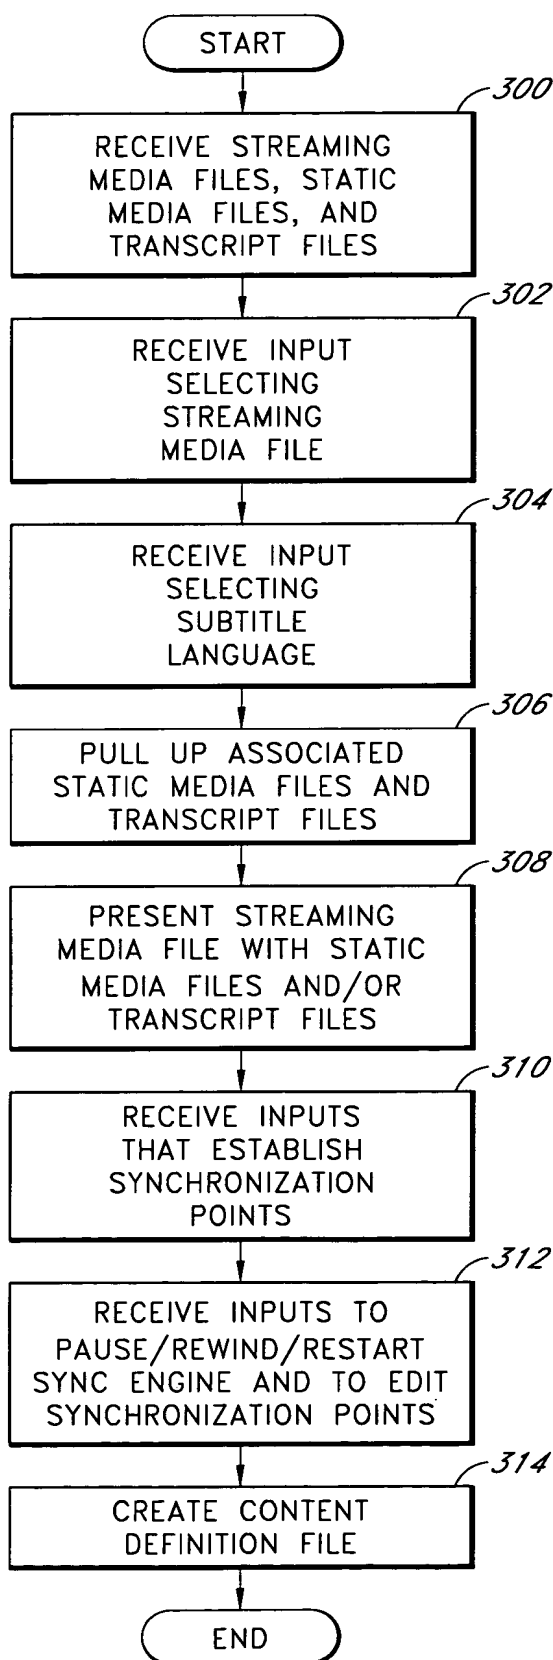 START
300
RECEIVE STREAMING
MEDIA FILES, STATIC
MEDIA FILES, AND
TRANSCRIPT FILES
302
RECEIVE INPUT
SELECTING
STREAMING
MEDIA FILE
304
RECEIVE INPUT
SELECTING
SUBTITLE
LANGUAGE
306
PULL UP ASSOCIATED
STATIC MEDIA FILES AND
TRANSCRIPT FILES
308
PRESENT STREAMING
MEDIA FILE WITH STATIC
MEDIA FILES AND/OR
TRANSCRIPT FILES
310
RECEIVE INPUTS
THAT ESTABLISH
SYNCHRONIZATION
POINTS
312
RECEIVE INPUTS TO
PAUSE/REWIND/RESTART
SYNC ENGINE AND TO EDIT
SYNCHRONIZATION POINTS
314
CREATE CONTENT
DEFINITION FILE
END